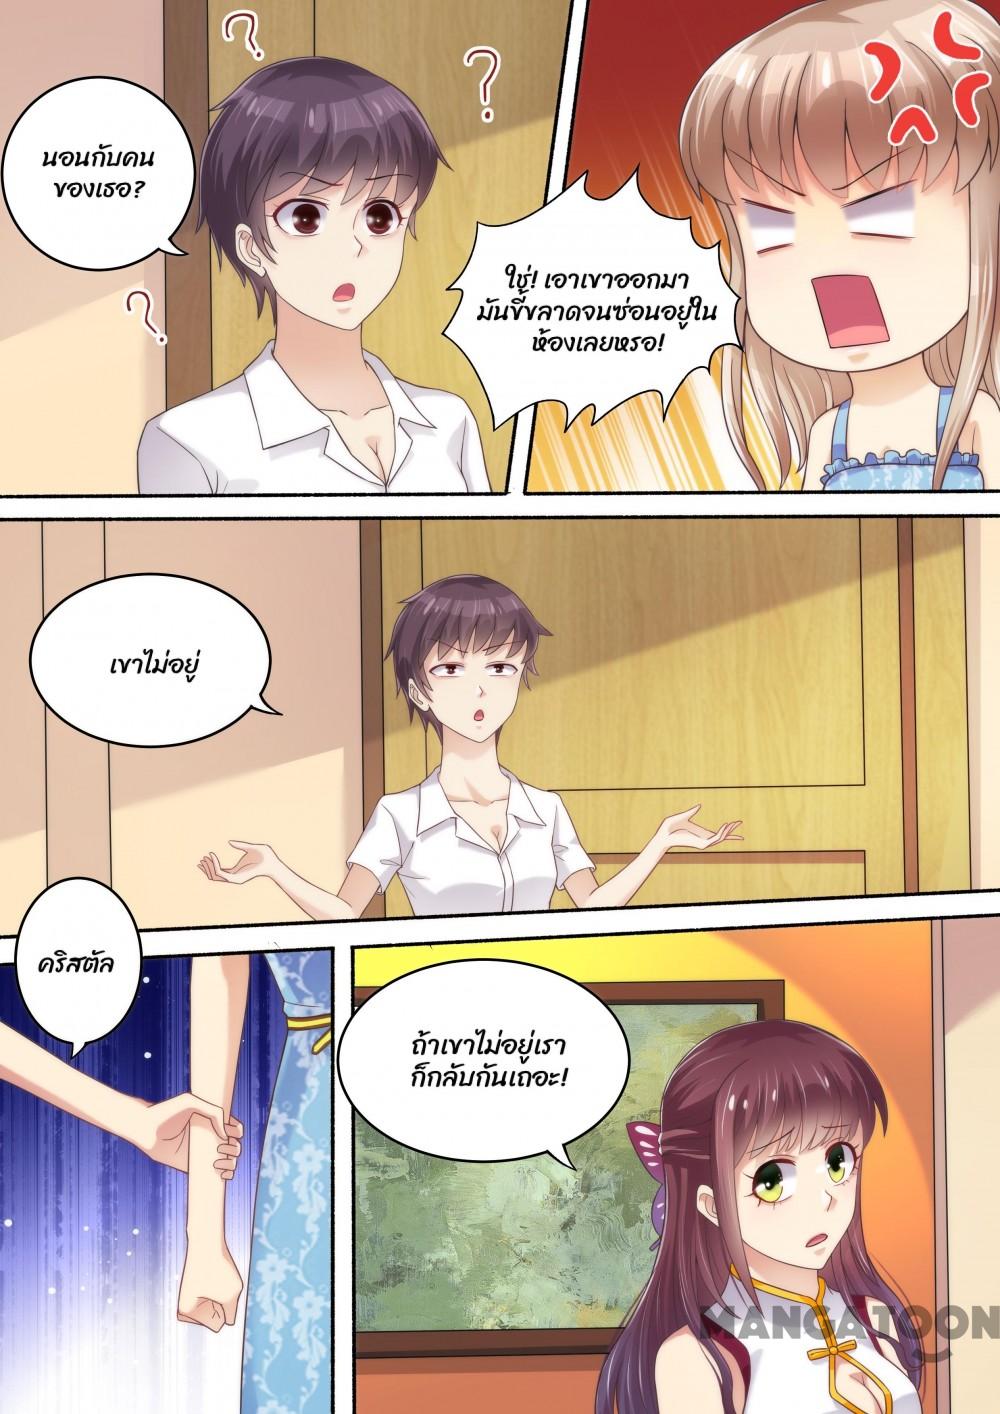 นอนกับคน
ของเธอ?
ใช่! เอาเขาออกมา
มันขี้ขลาดจนซ่อนอยู่ใน
ห้องเลยหรอ!
เขาไม่อยู่
คริสตัล
ถ้าเขาไม่อยู่เรา
ก็กลับกันเถอะ!
MANGATOON